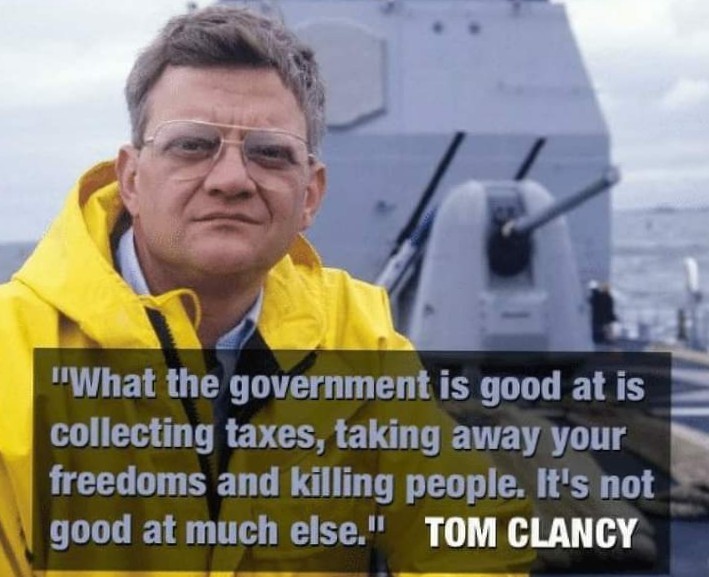 "What the government is good at is
collecting taxes, taking away your
freedoms and killing people. It's not
good at much else." TOM CLANCY